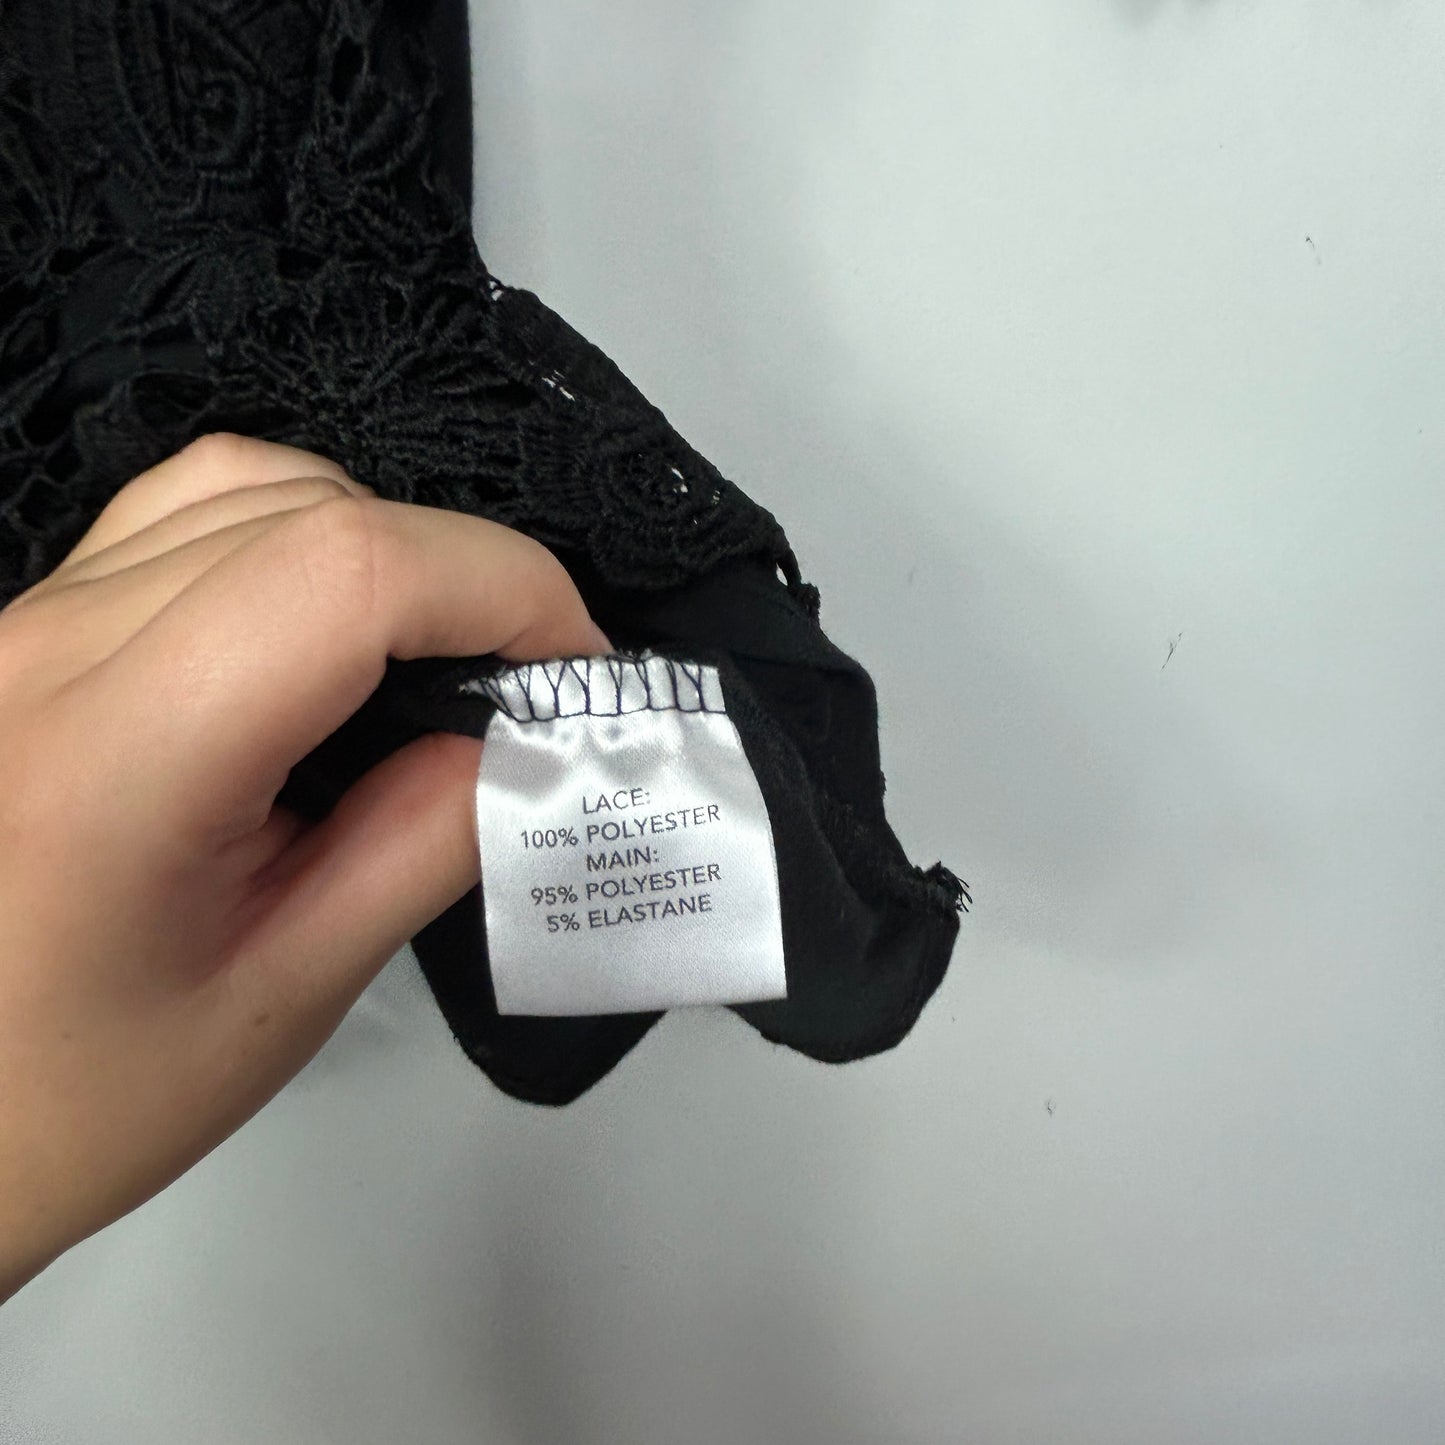 LACE:
100% POLYESTER
MAIN:
95% POLYESTER
5% ELASTANE